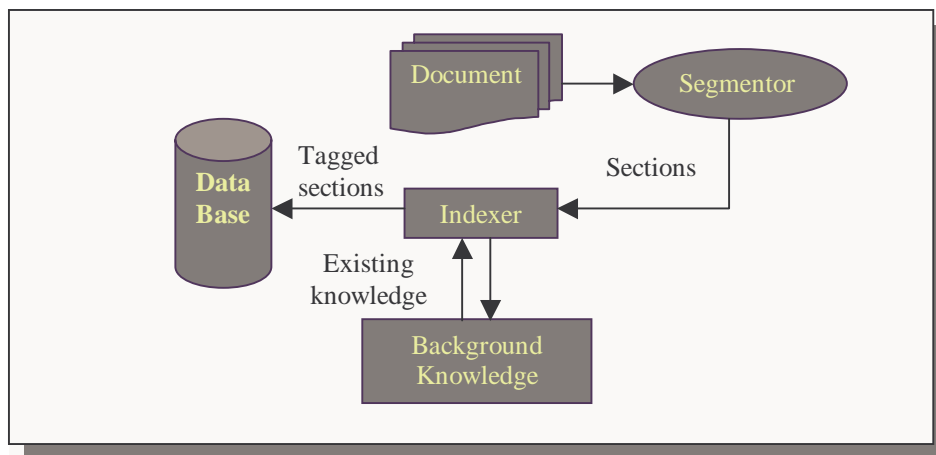 Document
Segmentor
Sections
Tagged
sections
Data
Base
Indexer
Existing
knowledge
Background
Knowledge